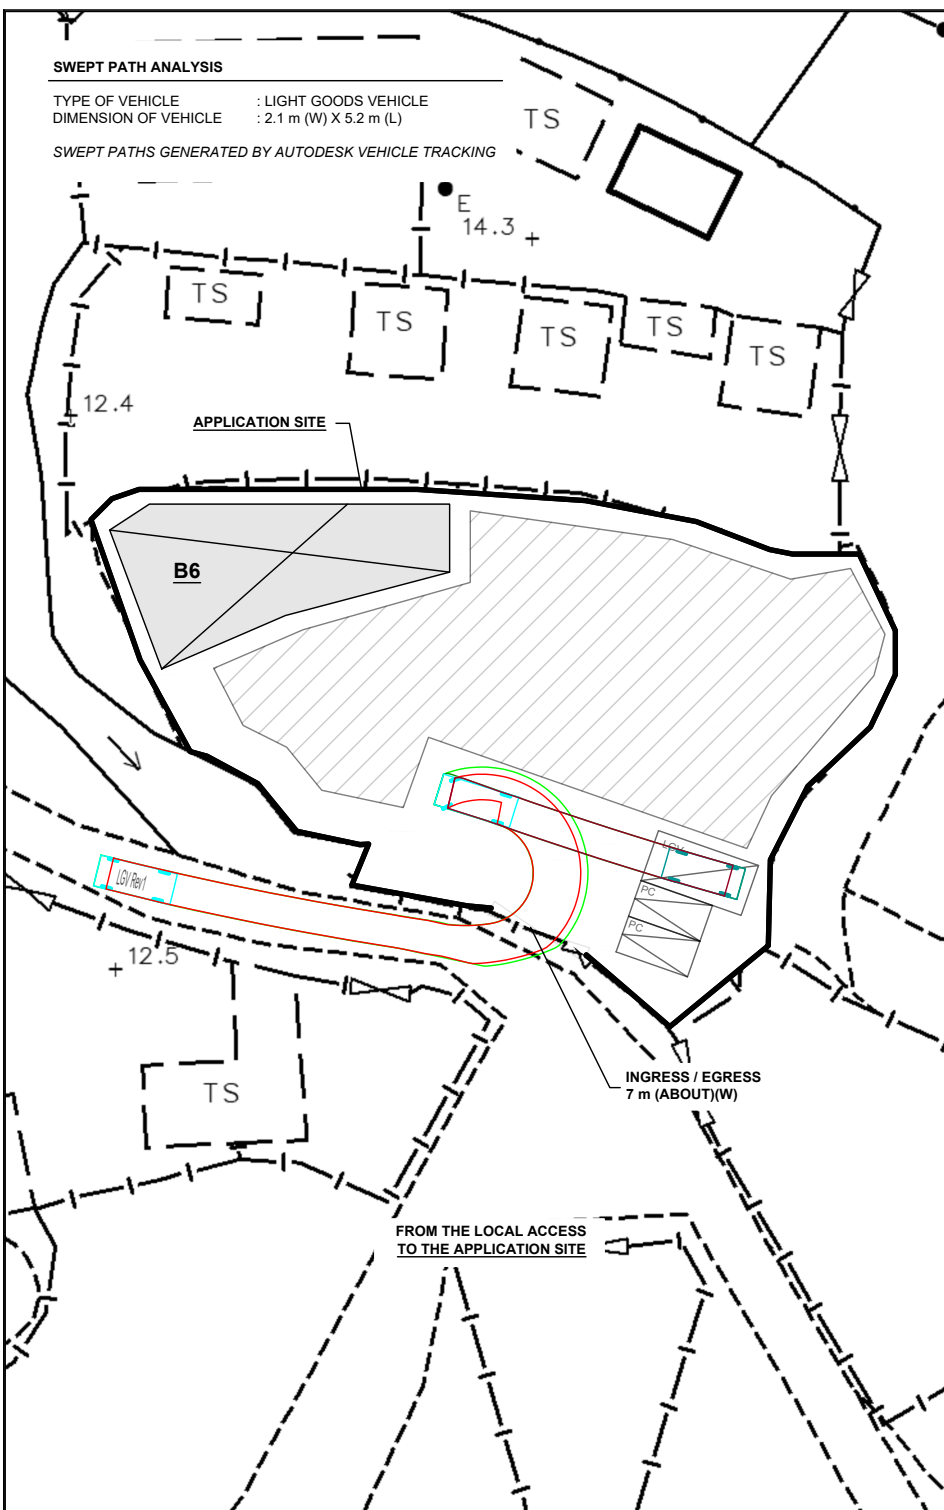 SWEPT PATH ANALYSIS
TYPE OF VEHICLE : LIGHT GOODS VEHICLE
DIMENSION OF VEHICLE : 2.1 m (W) X 5.2 m (L)
SWEPT PATHS GENERATED BY AUTODESK VEHICLE TRACKING
TS
E
14.3
TS
TS
TS
TS
TS
12.4
APPLICATION SITE
B6
LGV
LGV Rev1
PC
PC
12.5
INGRESS / EGRESS
7 m (ABOUT)(W)
TS
FROM THE LOCAL ACCESS
TO THE APPLICATION SITE